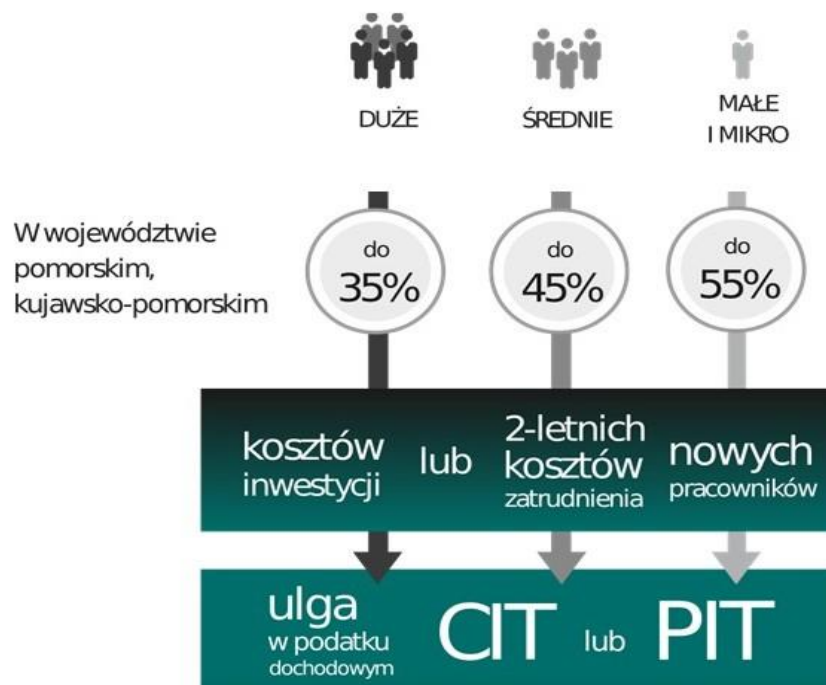 DUŻE
ŚREDNIE
MAŁE
I MIKRO
W województwie
pomorskim,
kujawsko-pomorskim
do
35%
do
45%
do
55%
kosztów
inwestycji
lub
2-letnich
kosztów
zatrudnienia
nowych
pracowników
ulga
w podatku
dochodowym
CIT
lub
PIT